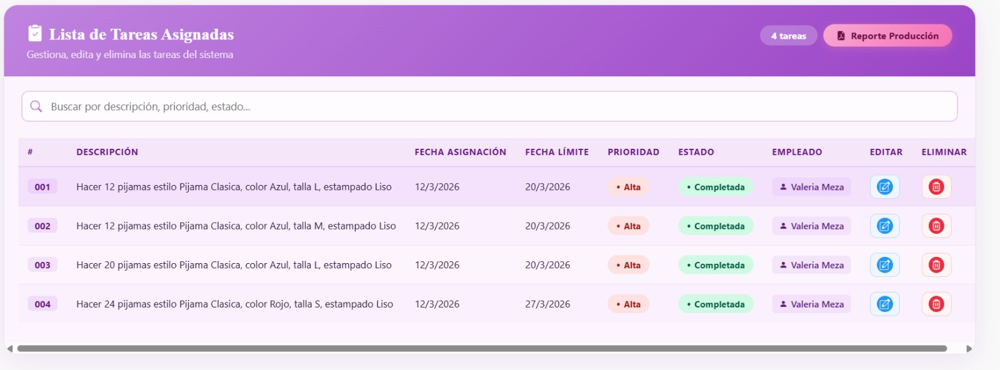 Lista de Tareas Asignadas
Gestiona, edita y elimina las tareas del sistema
4 tareas
Reporte Producción
Buscar por descripción, prioridad, estado...
# DESCRIPCIÓN FECHA ASIGNACIÓN FECHA LÍMITE PRIORIDAD ESTADO EMPLEADO EDITAR ELIMINAR
001 Hacer 12 pijamas estilo Pijama Clasica, color Azul, talla L, estampado Liso 12/3/2026 20/3/2026 • Alta • Completada Valeria Meza
002 Hacer 12 pijamas estilo Pijama Clasica, color Azul, talla M, estampado Liso 12/3/2026 20/3/2026 • Alta • Completada Valeria Meza
003 Hacer 20 pijamas estilo Pijama Clasica, color Azul, talla L, estampado Liso 12/3/2026 20/3/2026 • Alta • Completada Valeria Meza
004 Hacer 24 pijamas estilo Pijama Clasica, color Rojo, talla S, estampado Liso 12/3/2026 27/3/2026 • Alta • Completada Valeria Meza